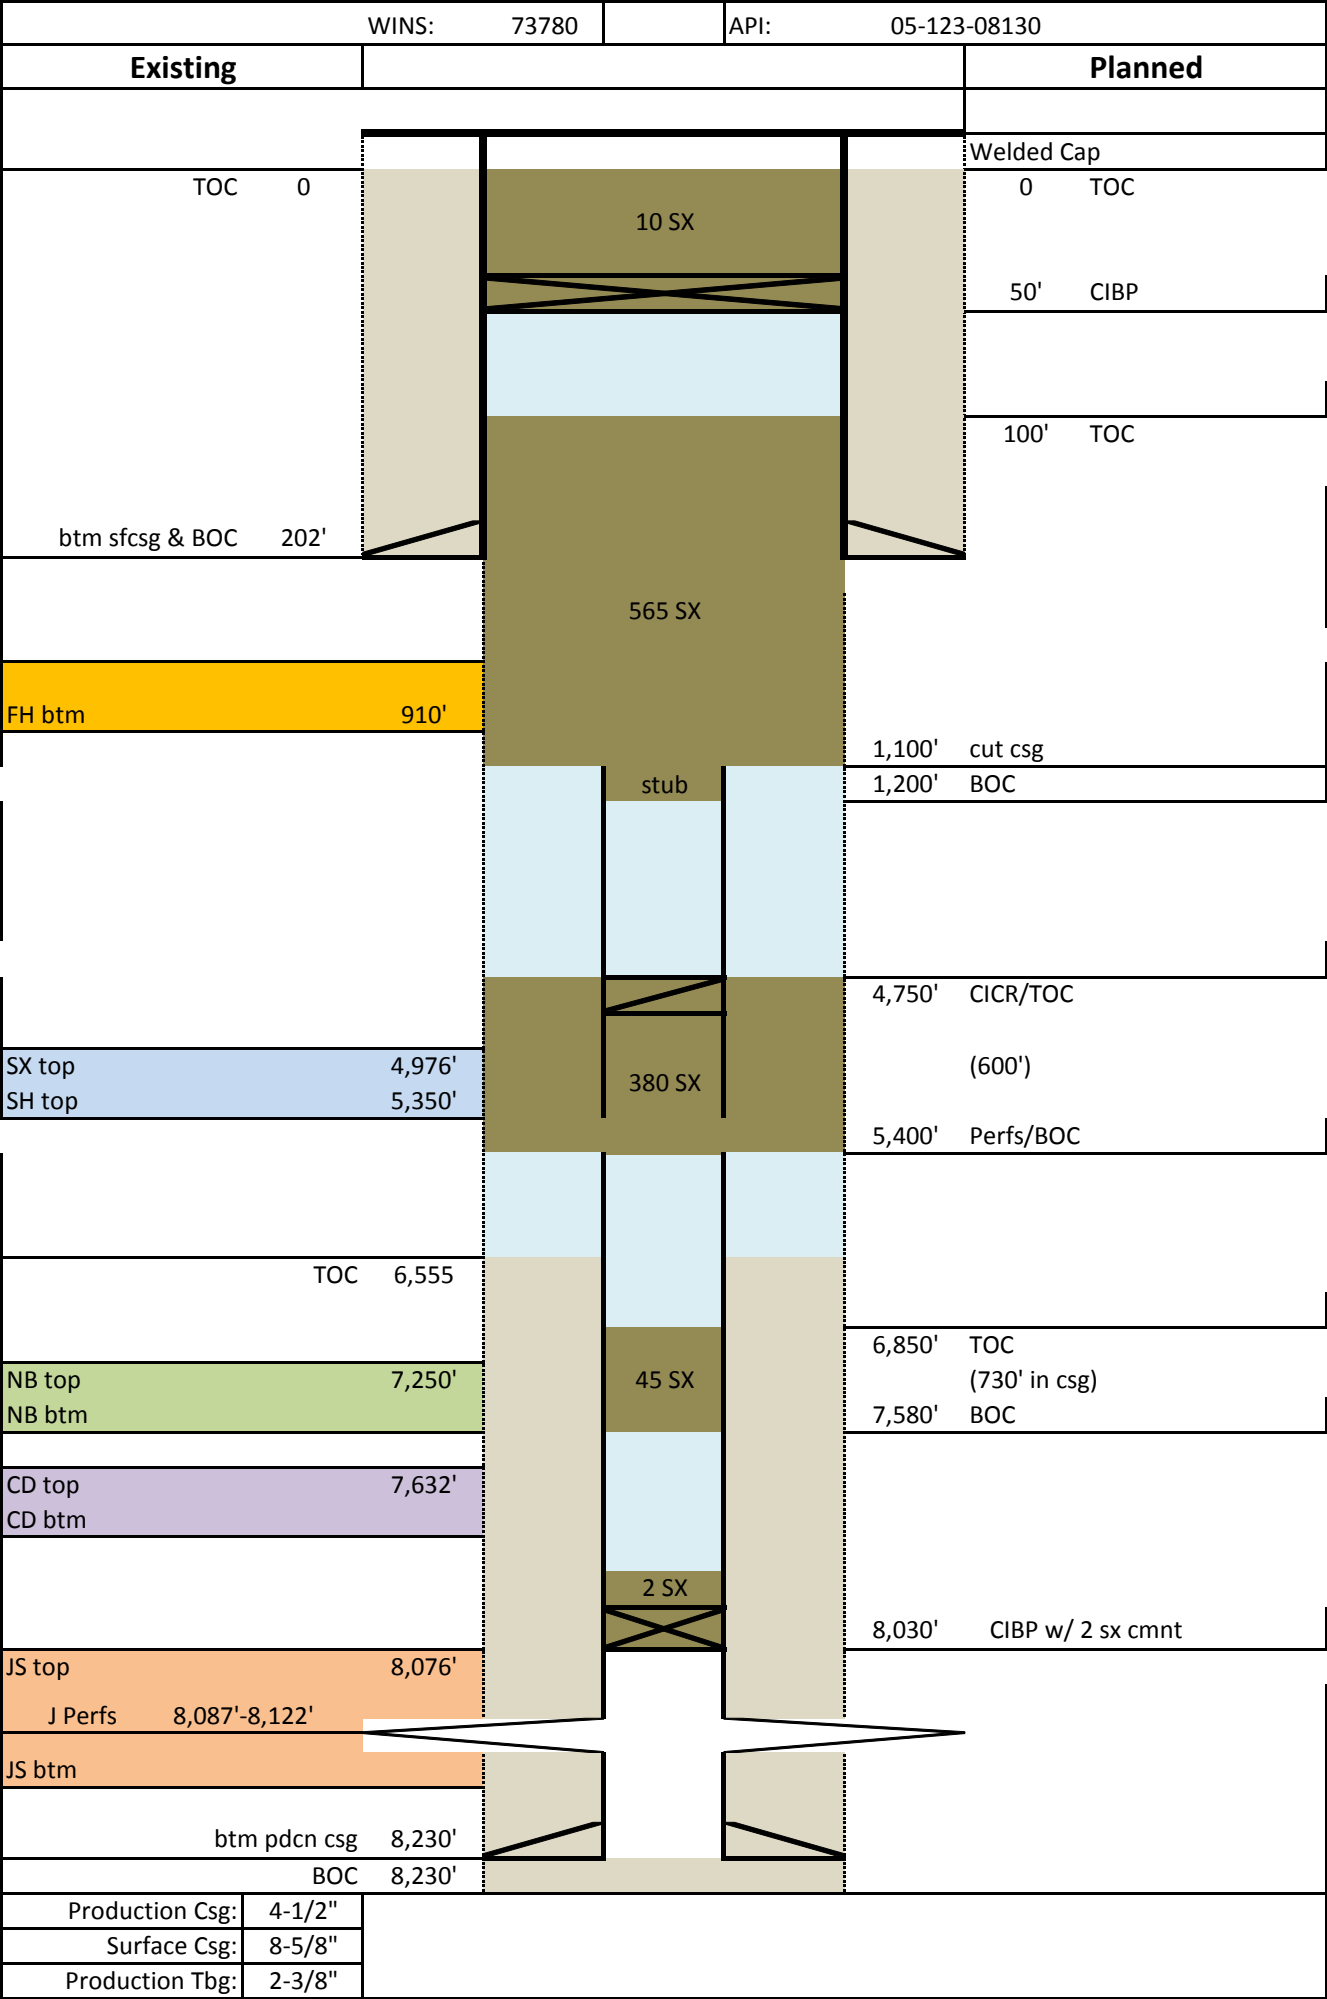 WINS: 73780 API: 05-123-08130
Existing Planned
Welded Cap
TOC 0 0 TOC
10 SX
50' CIBP
100' TOC
btm sfcsg & BOC 202'
565 SX
FH btm 910'
1,100' cut csg
stub 1,200' BOC
4,750' CICR/TOC
SX top 4,976' (600')
380 SX
SH top 5,350'
5,400' Perfs/BOC
TOC 6,555
6,850' TOC
NB top 7,250' 45 SX (730' in csg)
NB btm 7,580' BOC
CD top 7,632'
CD btm
2 SX
8,030' CIBP w/ 2 sx cmnt
JS top 8,076'
J Perfs 8,087'-8,122'
JS btm
btm pdcn csg 8,230'
BOC 8,230'
Production Csg: 4-1/2"
Surface Csg: 8-5/8"
Production Tbg: 2-3/8"